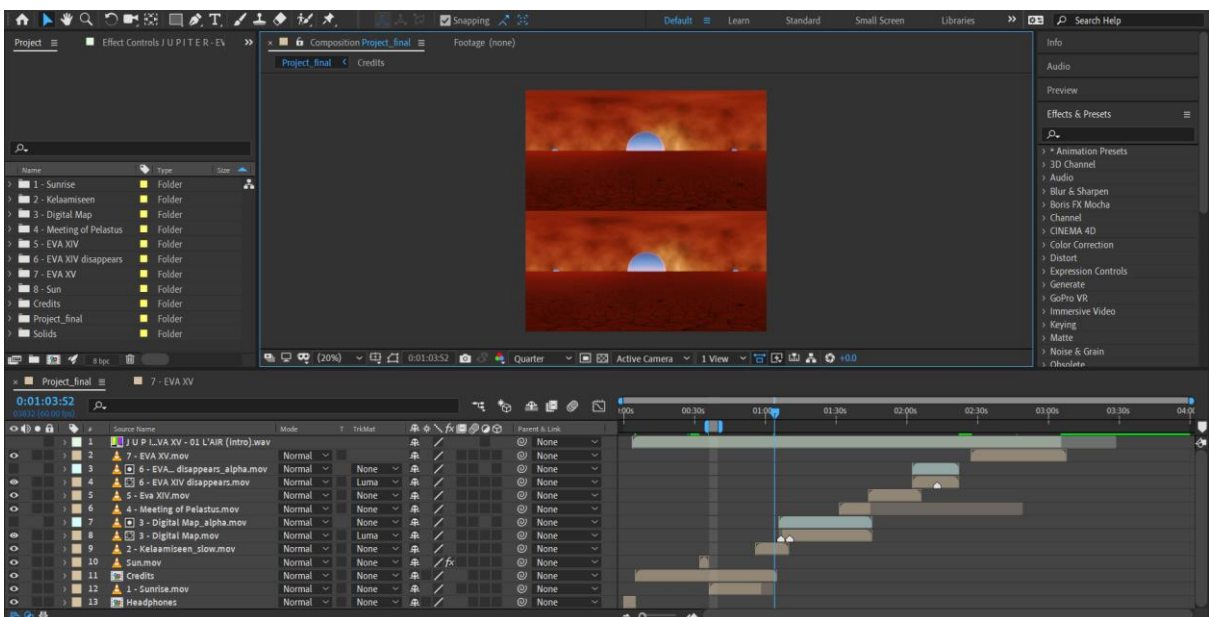 Snapping
Default
Learn
Standard
Small Screen
Libraries
Search Help
Project
Effect Controls J U P I T E R - EV
Composition Project_final
Footage (none)
Project_final
Credits
Info
Audio
Preview
Effects & Presets
* Animation Presets
3D Channel
Audio
Blur & Sharpen
Boris FX Mocha
Channel
CINEMA 4D
Color Correction
Distort
Expression Controls
Generate
GoPro VR
Immersive Video
Keying
Matte
Noise & Grain
Obsolete
Name Type Size
1 - Sunrise Folder
2 - Kelaamiseen Folder
3 - Digital Map Folder
4 - Meeting of Pelastus Folder
5 - EVA XIV Folder
6 - EVA XIV disappears Folder
7 - EVA XV Folder
8 - Sun Folder
Credits Folder
Project_final Folder
Solids Folder
8 bpc
(20%) 0:01:03:52 Quarter Active Camera 1 View +0.0
Project_final 7 - EVA XV
0:01:03:52
03832 (60.00 fps)
:00s 00:30s 01:00s 01:30s 02:00s 02:30s 03:00s 03:30s 04:0
# Source Name Mode T TrkMat Parent & Link
1 J U P I...VA XV - 01 L'AIR (intro).wav None
2 7 - EVA XV.mov Normal None
3 6 - EVA_ disappears_alpha.mov Normal None None
4 6 - EVA XIV disappears.mov Normal Luma None
5 5 - Eva XIV.mov Normal None None
6 4 - Meeting of Pelastus.mov Normal None None
7 3 - Digital Map_alpha.mov Normal None None
8 3 - Digital Map.mov Normal Luma None
9 2 - Kelaamiseen_slow.mov Normal None None
10 Sun.mov Normal None fx None
11 Credits Normal None None
12 1 - Sunrise.mov Normal None None
13 Headphones Normal None None